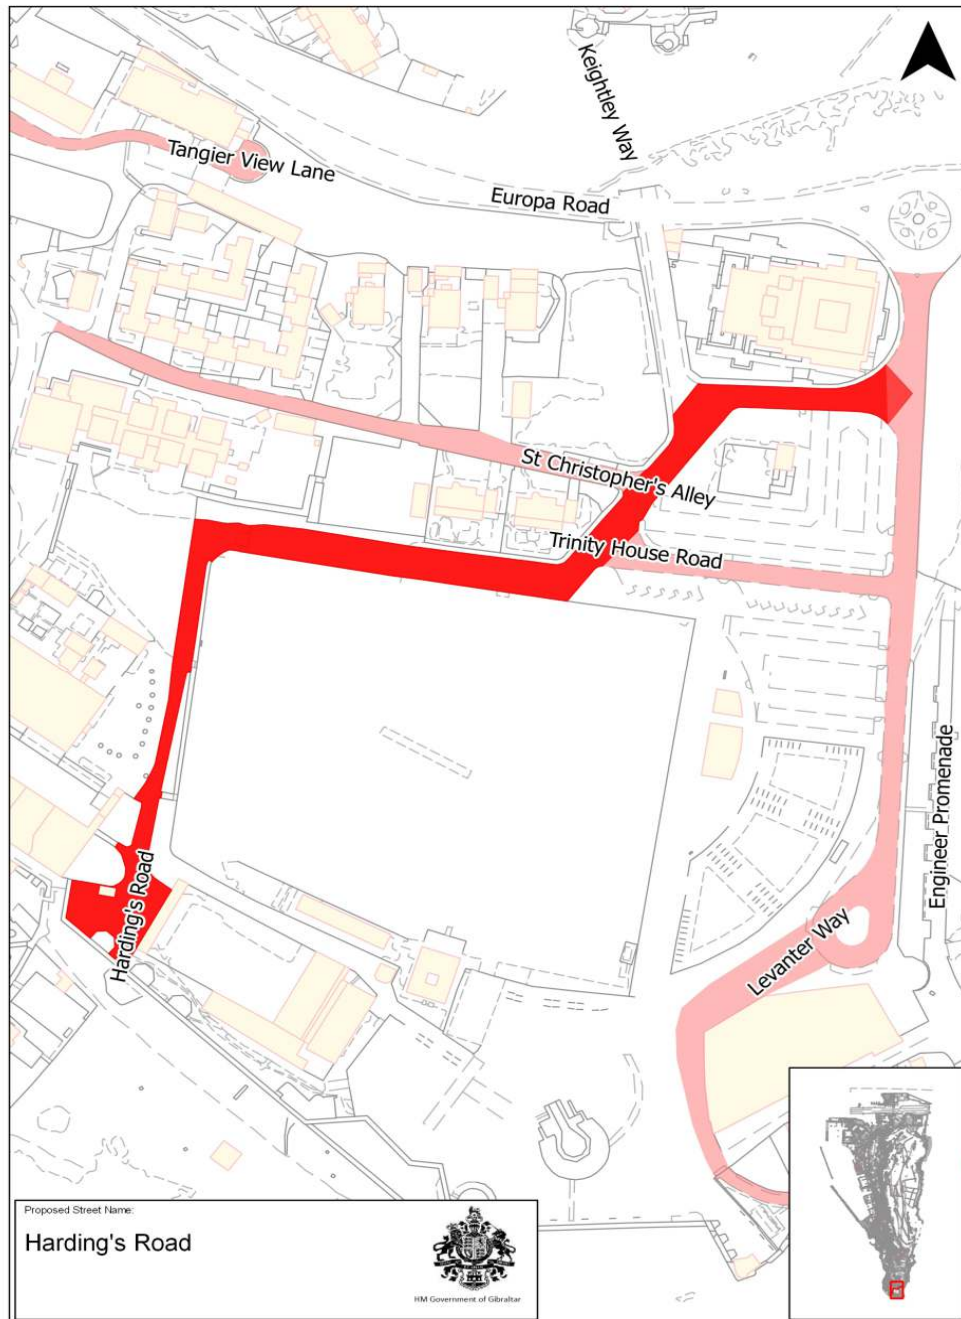 Keightley Way
Tangier View Lane
Europa Road
St Christopher's Alley
Trinity House Road
Engineer Promenade
Harding's Road
Levanter Way
Proposed Street Name:
Harding's Road
HM Government of Gibraltar